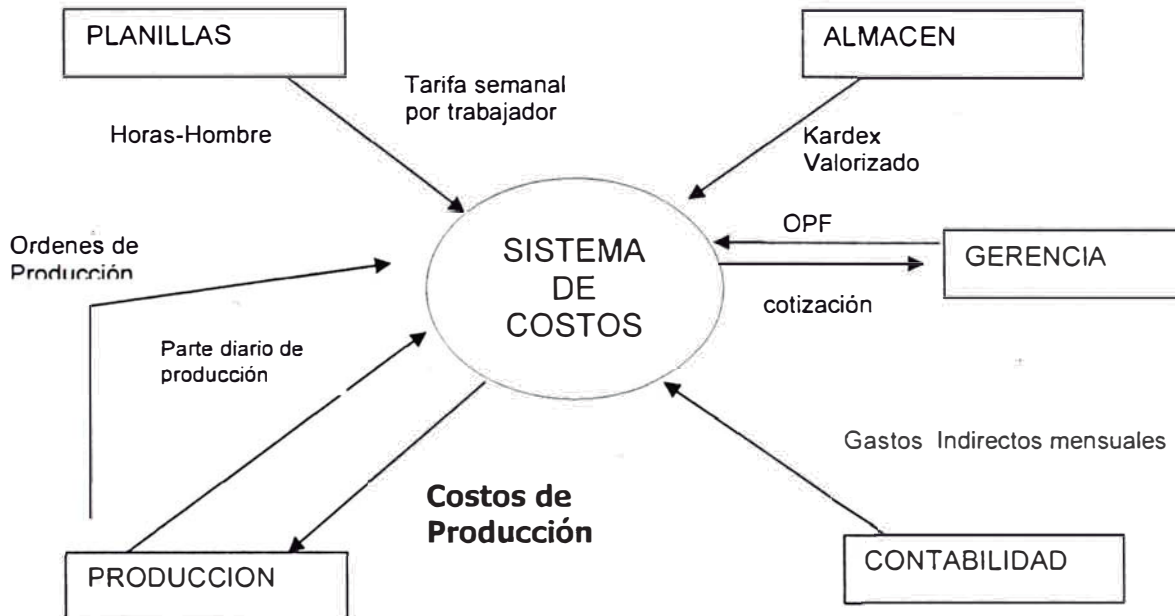 PLANILLAS
ALMACEN
Tarifa semanal
por trabajador
Horas-Hombre
Kardex
Valorizado
OPF
Ordenes de
Producción
SISTEMA
DE
COSTOS
GERENCIA
cotización
Parte diario de
producción
Gastos Indirectos mensuales
Costos de
Producción
PRODUCCION
CONTABILIDAD